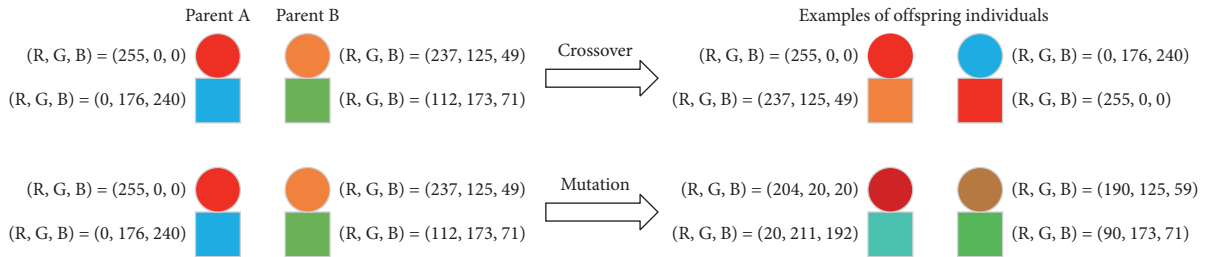 Parent A Parent B Examples of offspring individuals
(R, G, B) = (255, 0, 0) (R, G, B) = (237, 125, 49) Crossover (R, G, B) = (255, 0, 0) (R, G, B) = (0, 176, 240)
(R, G, B) = (0, 176, 240) (R, G, B) = (112, 173, 71) (R, G, B) = (237, 125, 49) (R, G, B) = (255, 0, 0)
(R, G, B) = (255, 0, 0) (R, G, B) = (237, 125, 49) Mutation (R, G, B) = (204, 20, 20) (R, G, B) = (190, 125, 59)
(R, G, B) = (0, 176, 240) (R, G, B) = (112, 173, 71) (R, G, B) = (20, 211, 192) (R, G, B) = (90, 173, 71)